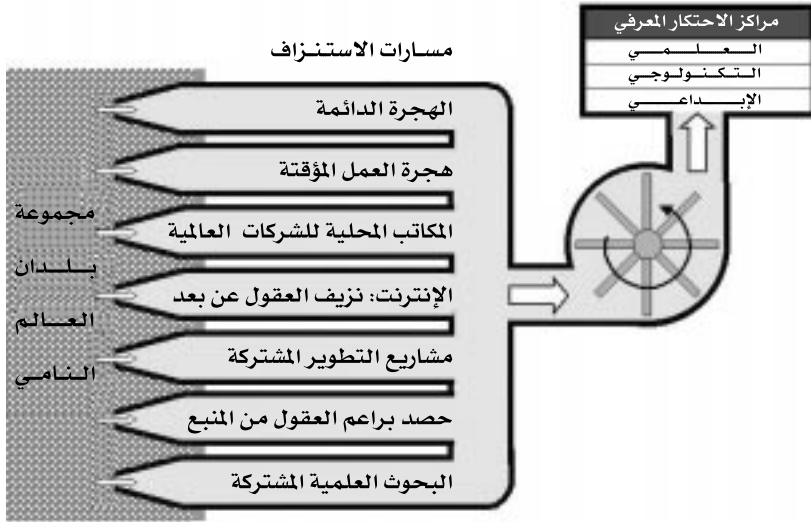 مراكز الاحتكار المعرفي
العلمي
التكنولوجي
الإبداعي
مسارات الاستنزاف
الهجرة الدائمة
هجرة العمل المؤقتة
المكاتب المحلية للشركات العالمية
الإنترنت: نزيف العقول عن بعد
مشاريع التطوير المشتركة
حصد براعم العقول من المنبع
البحوث العلمية المشتركة
مجموعة
بلدان
العالم
النامي